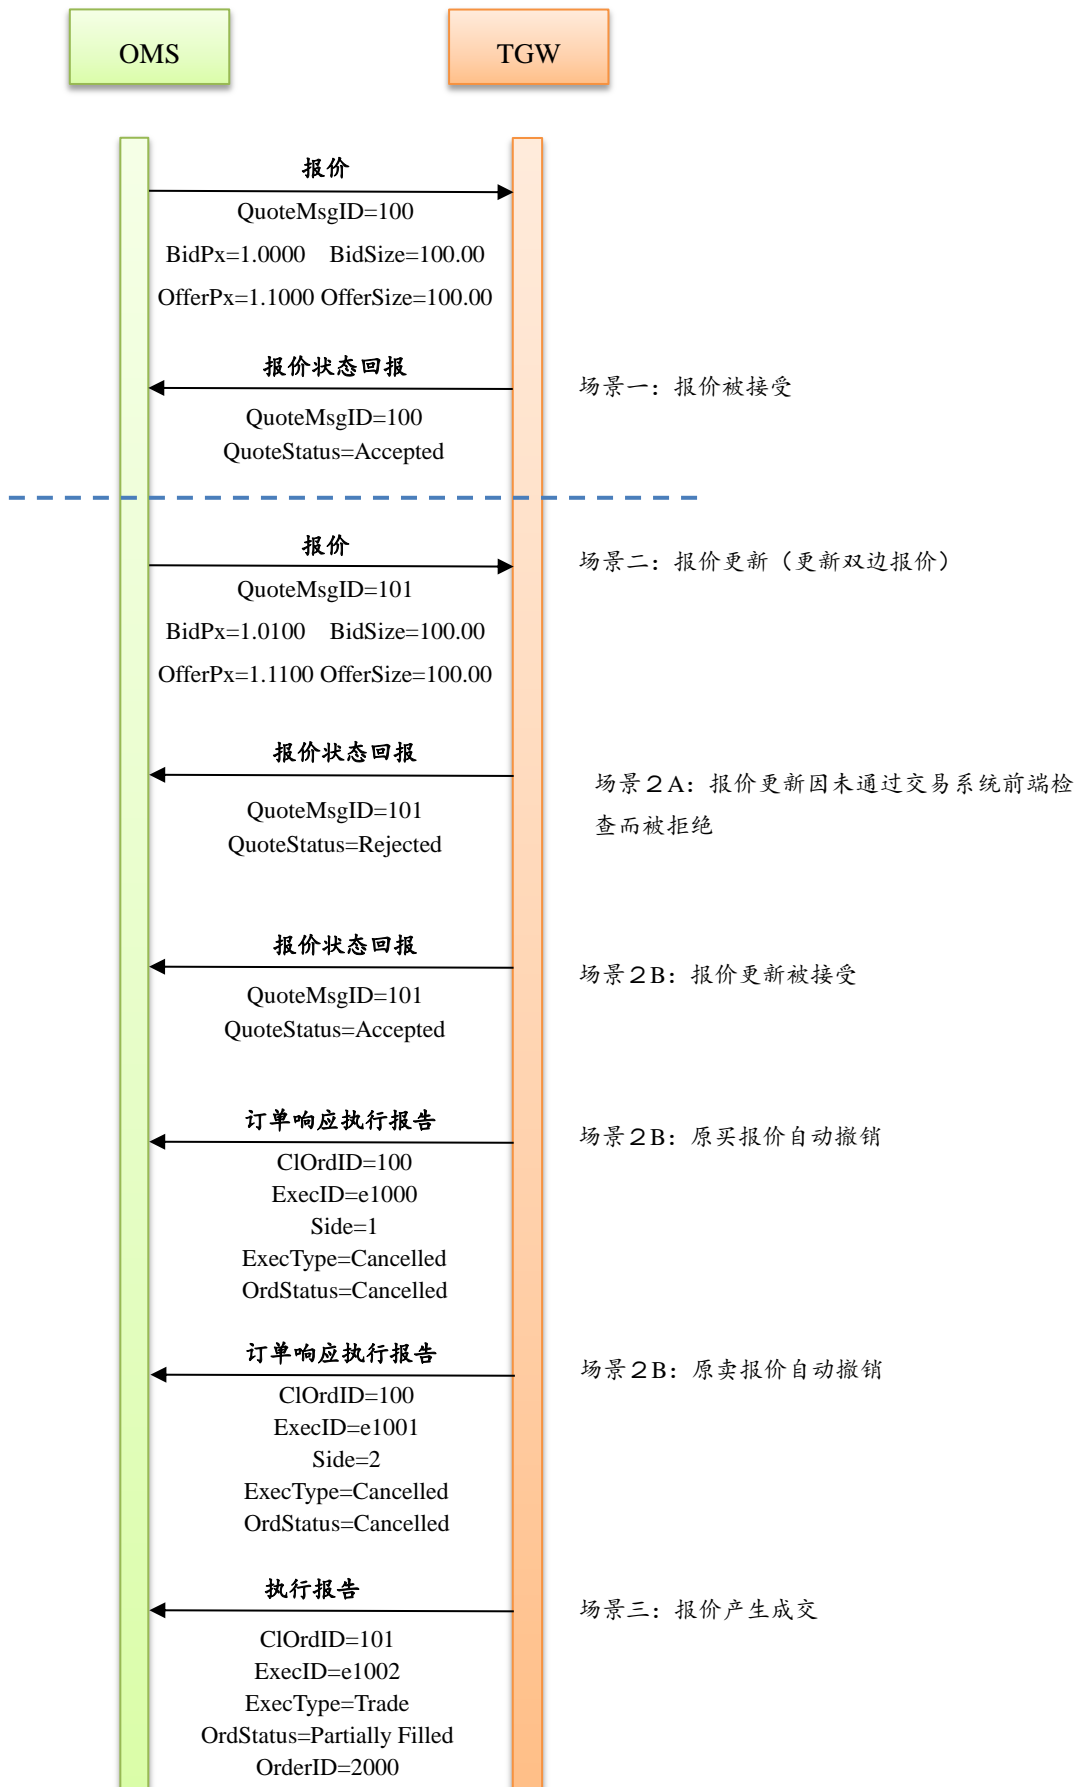 OMS
TGW
报价
QuoteMsgID=100
BidPx=1.0000 BidSize=100.00
OfferPx=1.1000 OfferSize=100.00
报价状态回报
场景一：报价被接受
QuoteMsgID=100
QuoteStatus=Accepted
报价
场景二：报价更新（更新双边报价）
QuoteMsgID=101
BidPx=1.0100 BidSize=100.00
OfferPx=1.1100 OfferSize=100.00
报价状态回报
场景２A：报价更新因未通过交易系统前端检
查而被拒绝
QuoteMsgID=101
QuoteStatus=Rejected
报价状态回报
场景２B：报价更新被接受
QuoteMsgID=101
QuoteStatus=Accepted
订单响应执行报告
场景２B：原买报价自动撤销
ClOrdID=100
ExecID=e1000
Side=1
ExecType=Cancelled
OrdStatus=Cancelled
订单响应执行报告
场景２B：原卖报价自动撤销
ClOrdID=100
ExecID=e1001
Side=2
ExecType=Cancelled
OrdStatus=Cancelled
执行报告
场景三：报价产生成交
ClOrdID=101
ExecID=e1002
ExecType=Trade
OrdStatus=Partially Filled
OrderID=2000